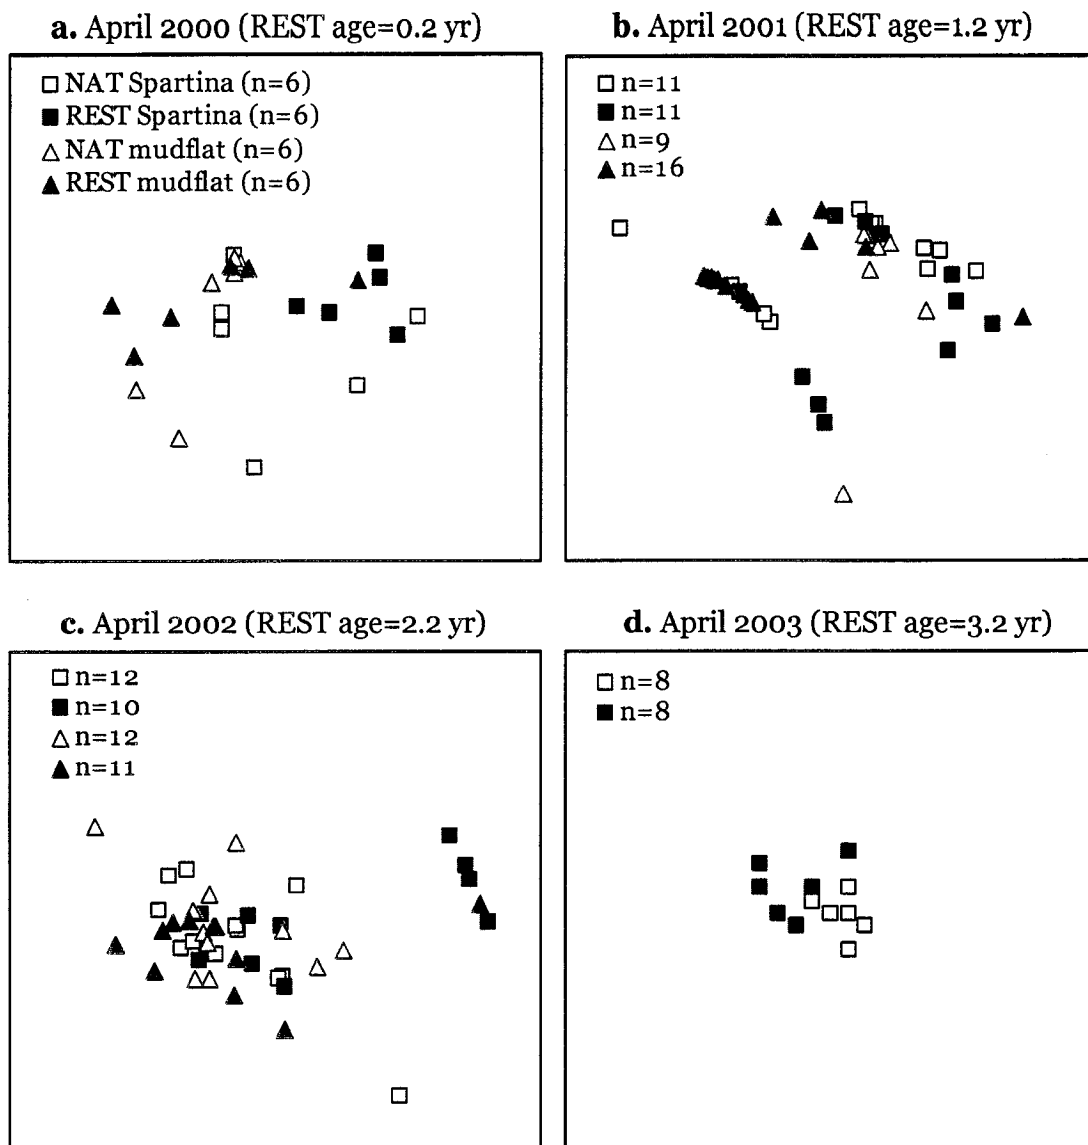 a. April 2000 (REST age=0.2 yr)
NAT Spartina (n=6)
REST Spartina (n=6)
NAT mudflat (n=6)
REST mudflat (n=6)
b. April 2001 (REST age=1.2 yr)
n=11
n=11
n=9
n=16
c. April 2002 (REST age=2.2 yr)
n=12
n=10
n=12
n=11
d. April 2003 (REST age=3.2 yr)
n=8
n=8